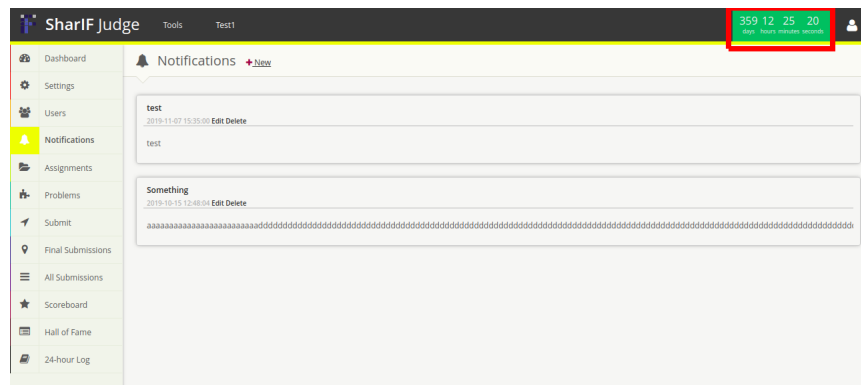 SharIF Judge Tools Test1 359 12 25 20
days hours minutes seconds
Dashboard
Settings
Users
Notifications
Assignments
Problems
Submit
Final Submissions
All Submissions
Scoreboard
Hall of Fame
24-hour Log
Notifications +New
test
2019-11-07 15:35:00 Edit Delete
test
Something
2019-10-15 12:48:04 Edit Delete